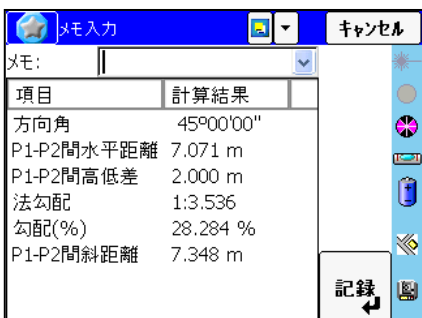 メモ入力 キャンセル
メモ:
項目 計算結果
方向角 45º00'00"
P1-P2間水平距離 7.071 m
P1-P2間高低差 2.000 m
法勾配 1:3.536
勾配(%) 28.284 %
P1-P2間斜距離 7.348 m
記録